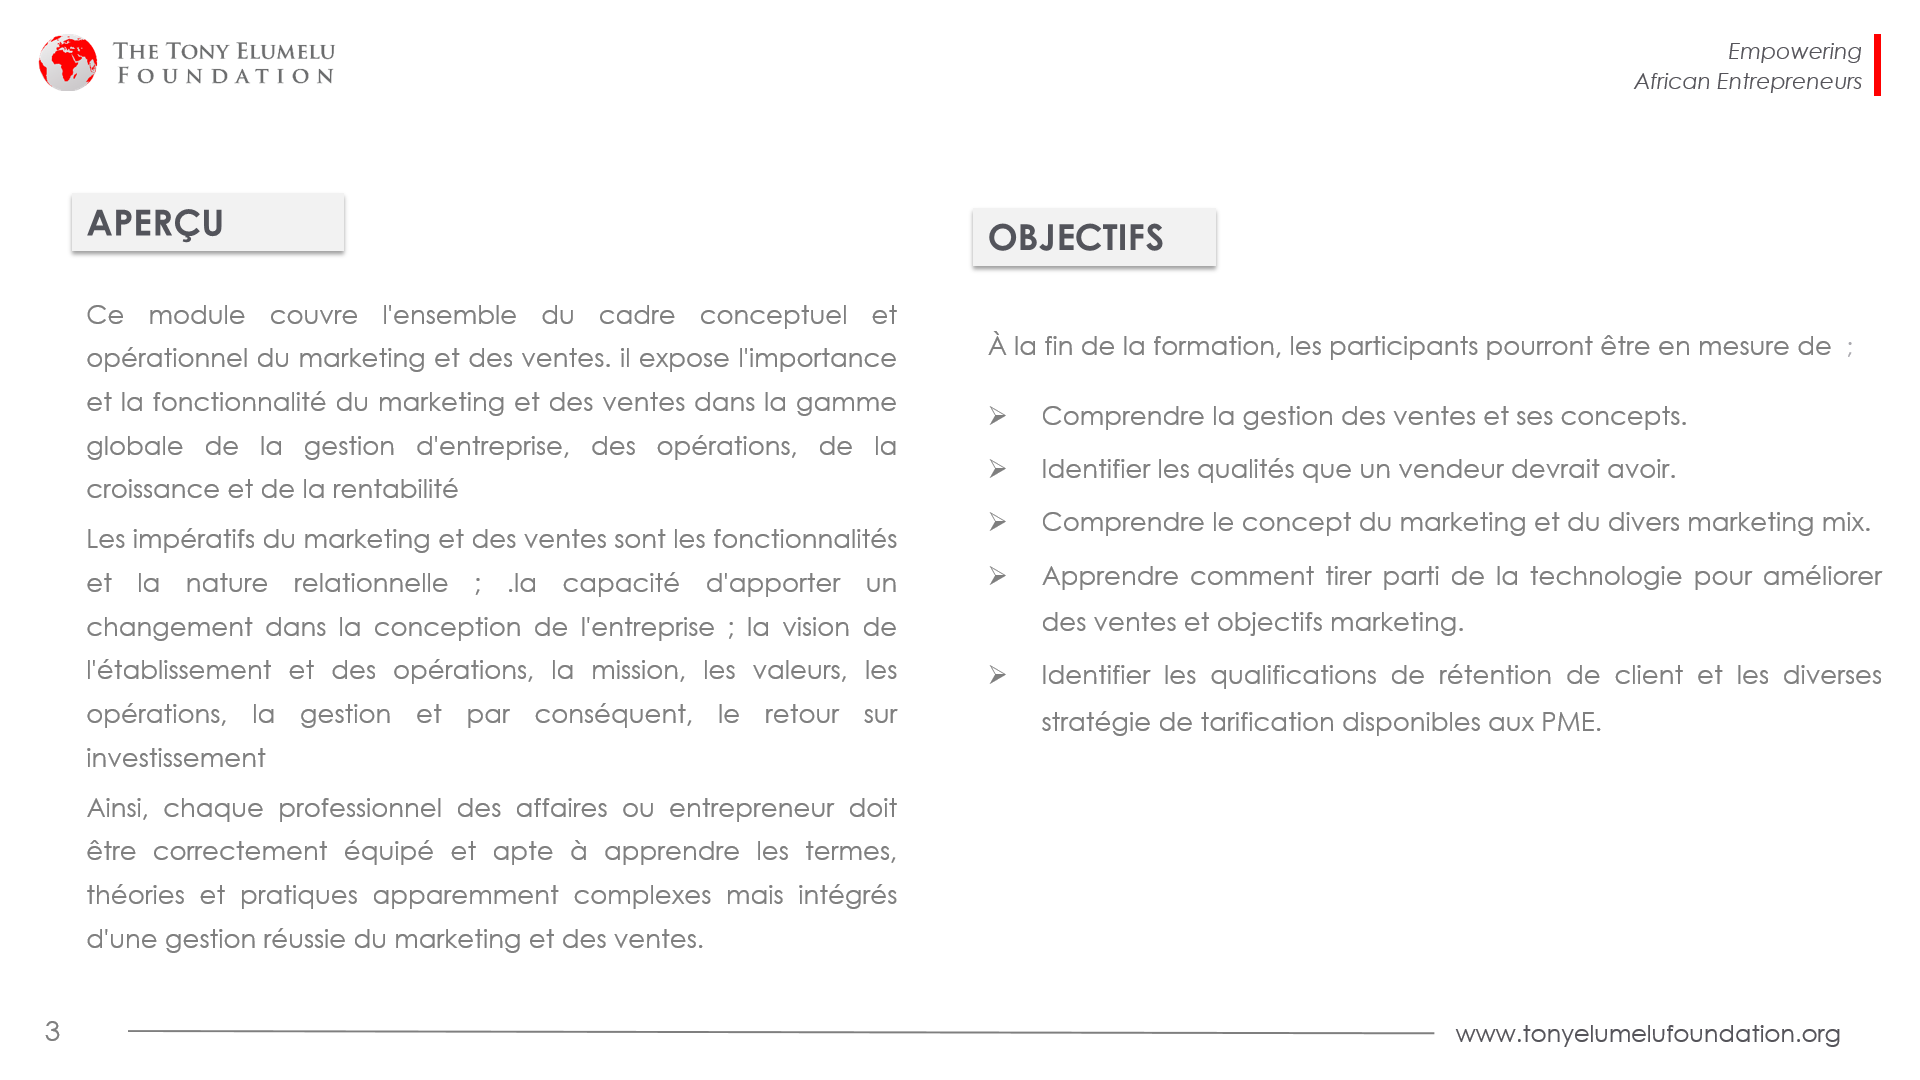 THE TONY ELUMELU
FOUNDATION
Empowering
African Entrepreneurs
APERÇU
Ce module couvre l'ensemble du cadre conceptuel et
opérationnel du marketing et des ventes. il expose l'importance
et la fonctionnalité du marketing et des ventes dans la gamme
globale de la gestion d'entreprise, des opérations, de la
croissance et de la rentabilité
Les impératifs du marketing et des ventes sont les fonctionnalités
et la nature relationnelle ; .la capacité d'apporter un
changement dans la conception de l'entreprise ; la vision de
l'établissement et des opérations, la mission, les valeurs, les
opérations, la gestion et par conséquent, le retour sur
investissement
Ainsi, chaque professionnel des affaires ou entrepreneur doit
être correctement équipé et apte à apprendre les termes,
théories et pratiques apparemment complexes mais intégrés
d'une gestion réussie du marketing et des ventes.
OBJECTIFS
À la fin de la formation, les participants pourront être en mesure de ;
➢ Comprendre la gestion des ventes et ses concepts.
➢ Identifier les qualités que un vendeur devrait avoir.
➢ Comprendre le concept du marketing et du divers marketing mix.
➢ Apprendre comment tirer parti de la technologie pour améliorer
des ventes et objectifs marketing.
➢ Identifier les qualifications de rétention de client et les diverses
stratégie de tarification disponibles aux PME.
3
www.tonyelumelufoundation.org